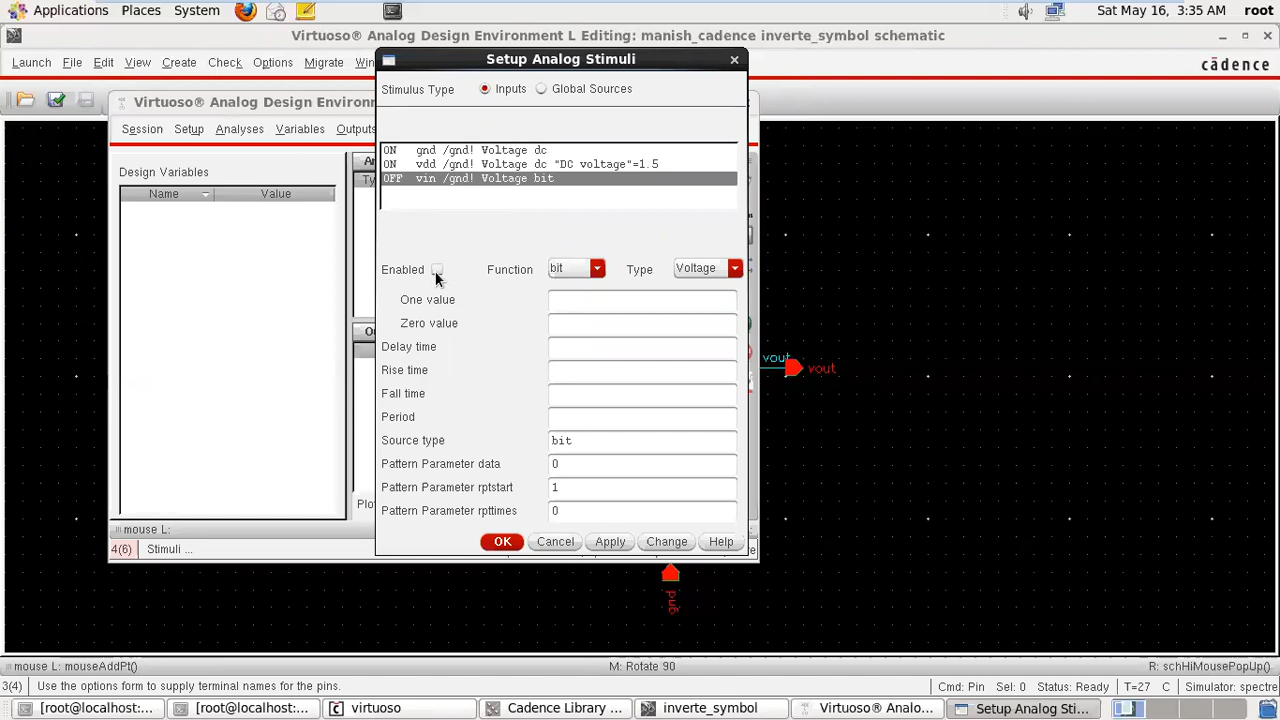 Applications Places System Sat May 16, 3:35 AM root
Virtuoso® Analog Design Environment L Editing: manish_cadence inverte_symbol schematic
Launch File Edit View Create Check Options Migrate Win cādence
Setup Analog Stimuli
Virtuoso® Analog Design Environ
Session Setup Analyses Variables Outputs
Stimulus Type Inputs Global Sources
Design Variables
Name Value
ON gnd /gnd! Voltage dc
ON vdd /gnd! Voltage dc "DC voltage"=1.5
OFF vin /gnd! Voltage bit
Enabled Function bit Type Voltage
One value
Zero value
Delay time
Rise time
Fall time
Period
Source type bit
Pattern Parameter data 0
Pattern Parameter rptstart 1
Pattern Parameter rpttimes 0
OK Cancel Apply Change Help
vout vout
mouse L:
4(6) Stimuli ...
gnd
mouse L: mouseAddPt() M: Rotate 90 R: schHiMousePopUp()
3(4) Use the options form to supply terminal names for the pins. Cmd: Pin Sel: 0 Status: Ready T=27 C Simulator: spectre
[root@localhost:... [root@localhost:... virtuoso Cadence Library ... inverte_symbol Virtuoso® Analo... Setup Analog Sti...